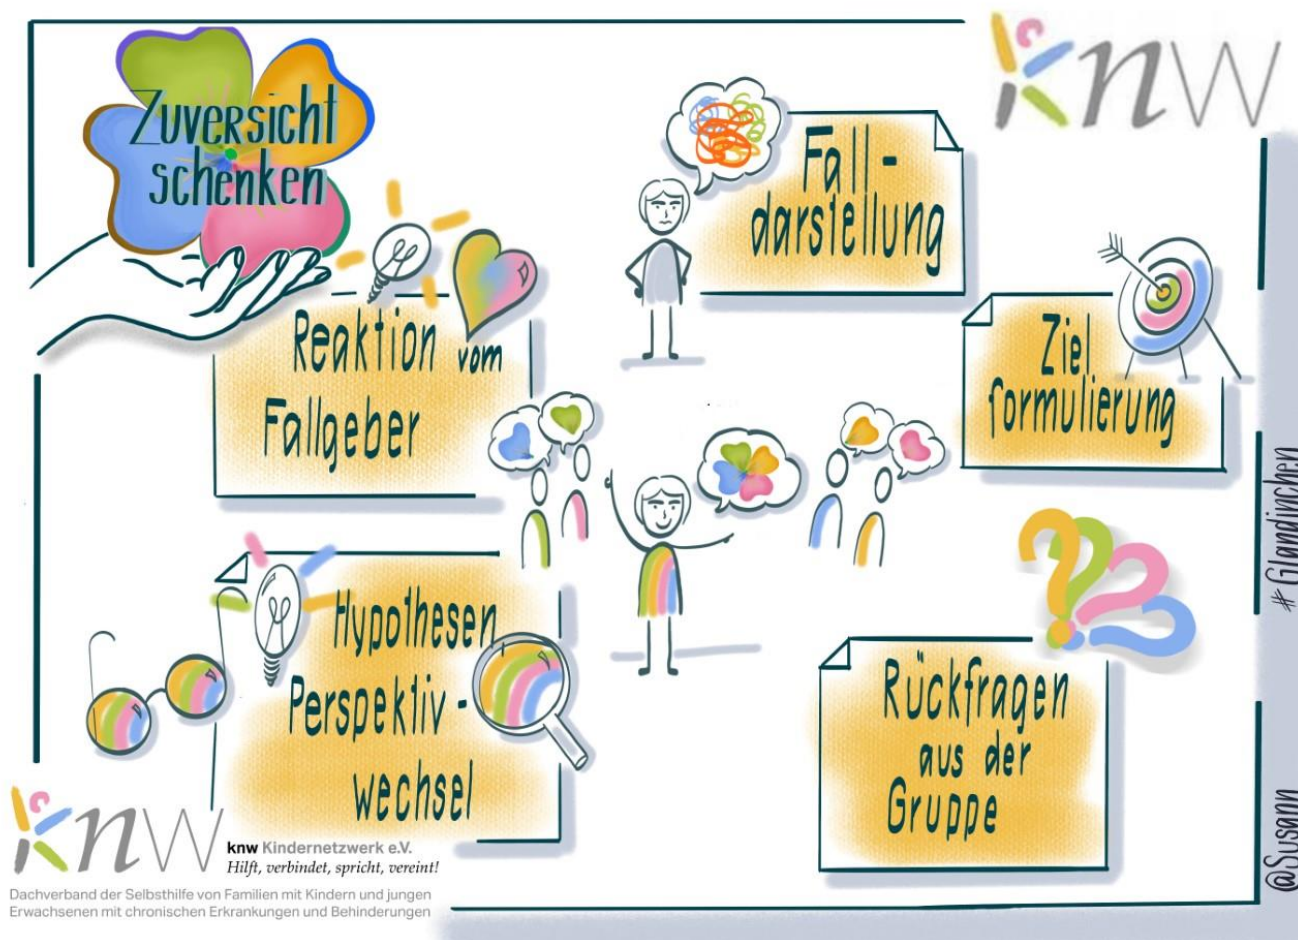 Zuversicht
schenken
knw
Fall-
darstellung
Ziel
formulierung
Rückfragen
aus der
Gruppe
Hypothesen,
Perspektiv-
wechsel
Reaktion vom
Fallgeber
knw
knw Kindernetzwerk e.V.
Hilft, verbindet, spricht, vereint!
Dachverband der Selbsthilfe von Familien mit Kindern und jungen
Erwachsenen mit chronischen Erkrankungen und Behinderungen
@Susann
# Glandinchen